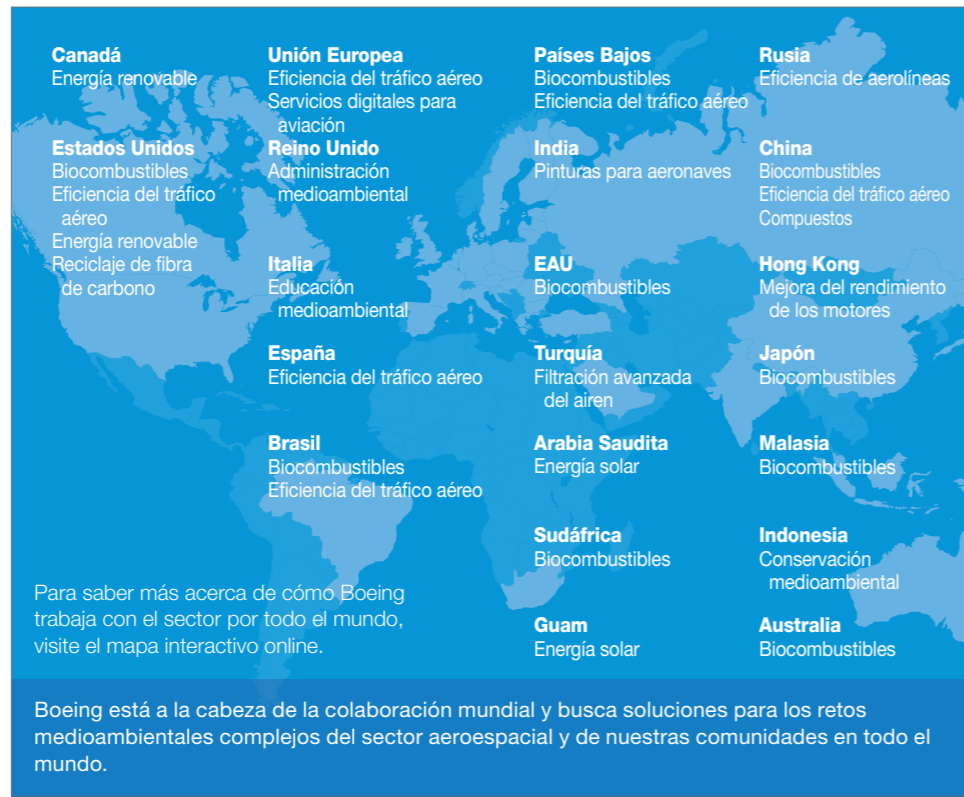 Canadá
Energía renovable
Estados Unidos
Biocombustibles
Eficiencia del tráfico
aéreo
Energía renovable
Reciclaje de fibra
de carbono
Unión Europea
Eficiencia del tráfico aéreo
Servicios digitales para
aviación
Reino Unido
Administración
medioambiental
Italia
Educación
medioambiental
España
Eficiencia del tráfico aéreo
Brasil
Biocombustibles
Eficiencia del tráfico aéreo
Países Bajos
Biocombustibles
Eficiencia del tráfico aéreo
India
Pinturas para aeronaves
EAU
Biocombustibles
Turquía
Filtración avanzada
del airen
Arabia Saudita
Energía solar
Sudáfrica
Biocombustibles
Guam
Energía solar
Rusia
Eficiencia de aerolíneas
China
Biocombustibles
Eficiencia del tráfico aéreo
Compuestos
Hong Kong
Mejora del rendimiento
de los motores
Japón
Biocombustibles
Malasia
Biocombustibles
Indonesia
Conservación
medioambiental
Australia
Biocombustibles
Para saber más acerca de cómo Boeing
trabaja con el sector por todo el mundo,
visite el mapa interactivo online.
Boeing está a la cabeza de la colaboración mundial y busca soluciones para los retos
medioambientales complejos del sector aeroespacial y de nuestras comunidades en todo el
mundo.